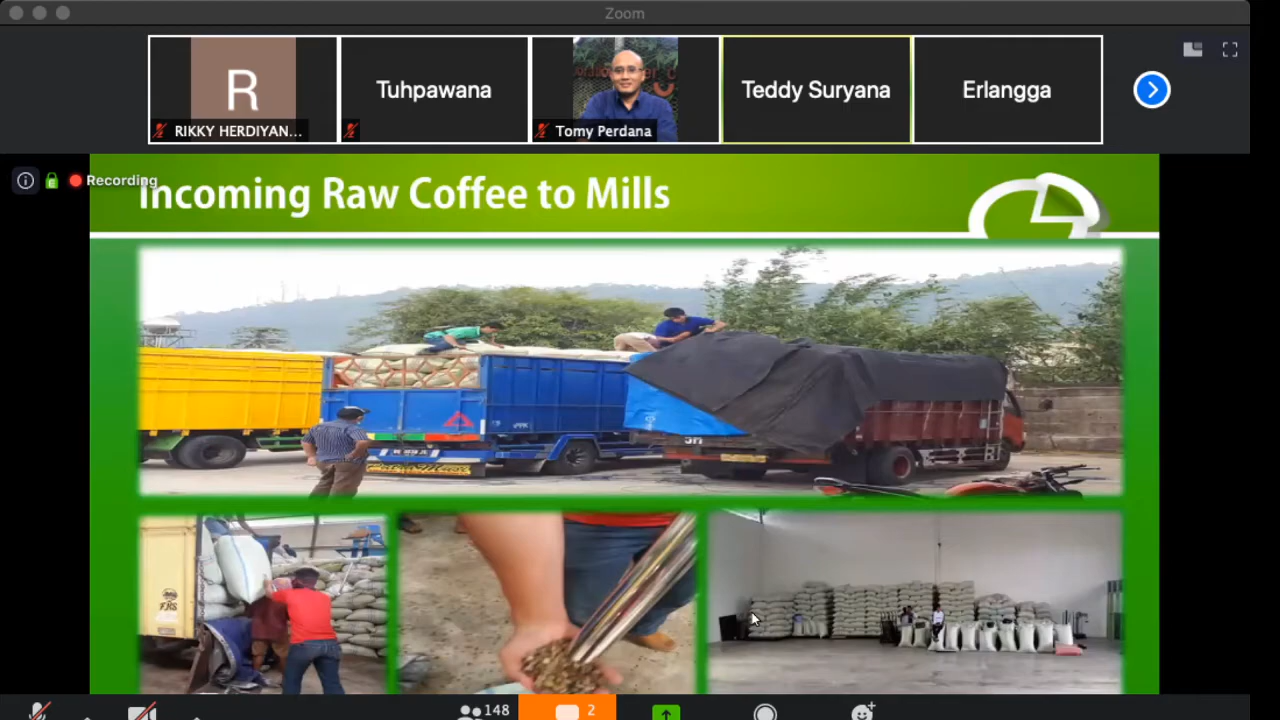 Zoom
R
RIKKY HERDIYAN...
Tuhpawana
Tomy Perdana
Teddy Suryana
Erlangga
Recording
Incoming Raw Coffee to Mills
148
2